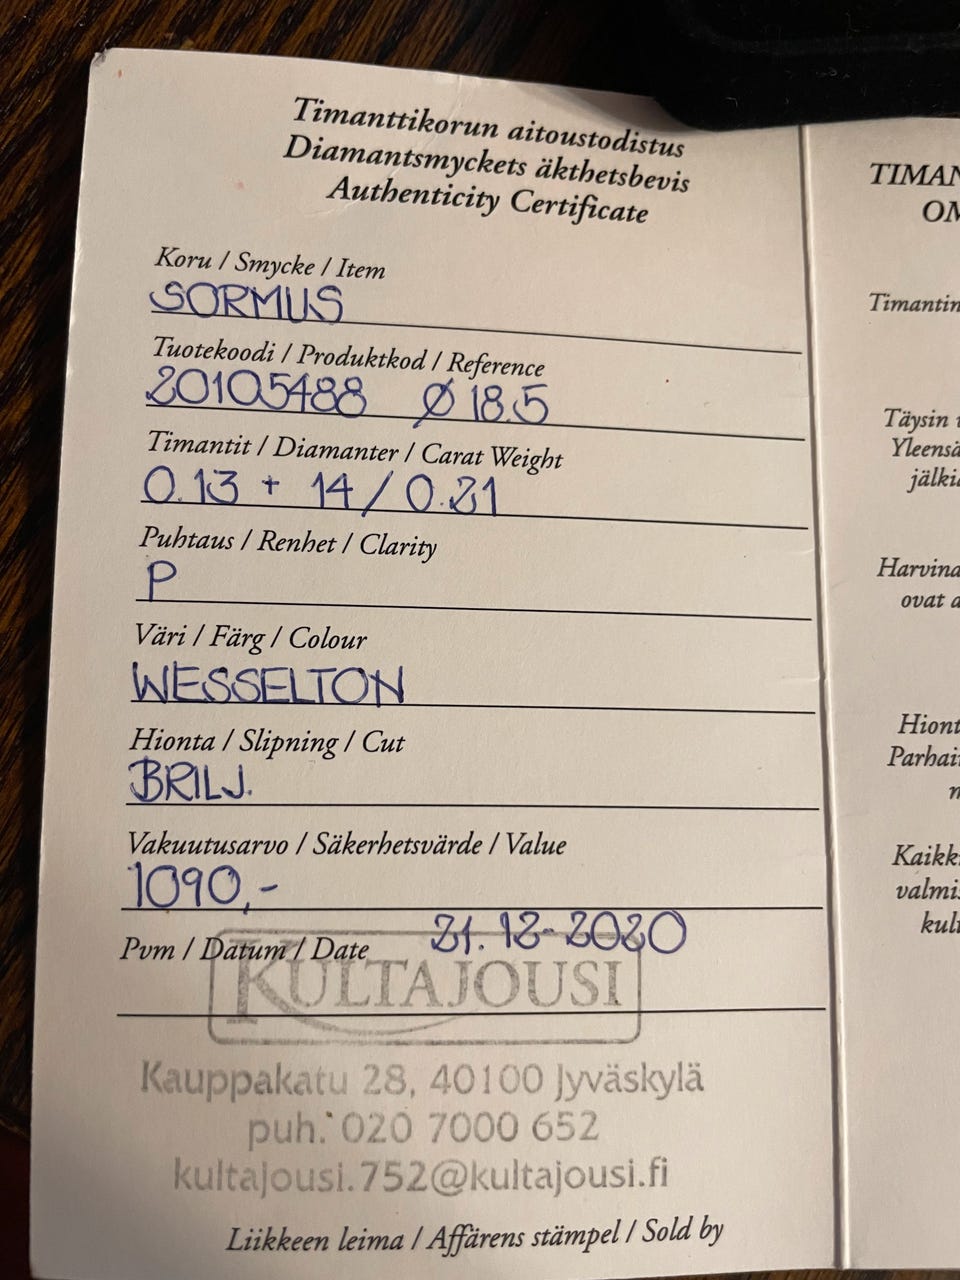 Timanttikorun aitoustodistus
Diamantsmyckets äkthetsbevis
Authenticity Certificate
Koru / Smycke / Item
SORMUS
Tuotekoodi / Produktkod / Reference
20105488 Ø 18.5
Timantit / Diamanter / Carat Weight
0.13 + 14 / 0.21
Puhtaus / Renhet / Clarity
P
Väri / Färg / Colour
WESSELTON
Hionta / Slipning / Cut
BRILJ.
Vakuutusarvo / Säkerhetsvärde / Value
1090,-
Pvm / Datum / Date 21.12-2020
KULTAJOUSI
Kauppakatu 28, 40100 Jyväskylä
puh. 020 7000 652
kultajousi.752@kultajousi.fi
Liikkeen leima / Affärens stämpel / Sold by
TIMAN
OM
Timantin
Täysin
Yleensä
jälki
Harvina
ovat a
Hiont
Parhai
Kaikk
valmis
kul